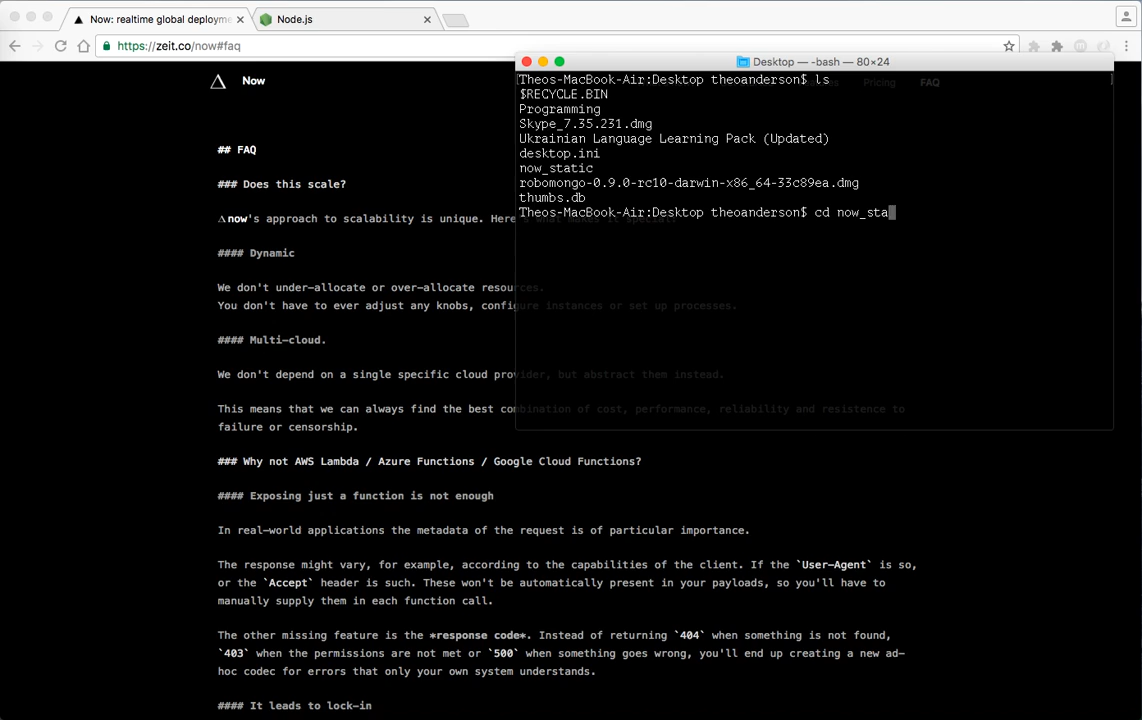 Now: realtime global deployme
Node.js
https://zeit.co/now#faq
Now
Pricing
FAQ
Desktop — -bash — 80×24
Theos-MacBook-Air:Desktop theoanderson$ ls
$RECYCLE.BIN
Programming
Skype_7.35.231.dmg
Ukrainian Language Learning Pack (Updated)
desktop.ini
now_static
robomongo-0.9.0-rc10-darwin-x86_64-33c89ea.dmg
thumbs.db
Theos-MacBook-Air:Desktop theoanderson$ cd now_sta
## FAQ
### Does this scale?
∆now's approach to scalability is unique. Here
#### Dynamic
We don't under-allocate or over-allocate resources.
You don't have to ever adjust any knobs, configure instances or set up processes.
#### Multi-cloud.
We don't depend on a single specific cloud provider, but abstract them instead.
This means that we can always find the best combination of cost, performance, reliability and resistence to
failure or censorship.
### Why not AWS Lambda / Azure Functions / Google Cloud Functions?
#### Exposing just a function is not enough
In real-world applications the metadata of the request is of particular importance.
The response might vary, for example, according to the capabilities of the client. If the `User-Agent` is so,
or the `Accept` header is such. These won't be automatically present in your payloads, so you'll have to
manually supply them in each function call.
The other missing feature is the *response code*. Instead of returning `404` when something is not found,
`403` when the permissions are not met or `500` when something goes wrong, you'll end up creating a new ad-
hoc codec for errors that only your own system understands.
#### It leads to lock-in